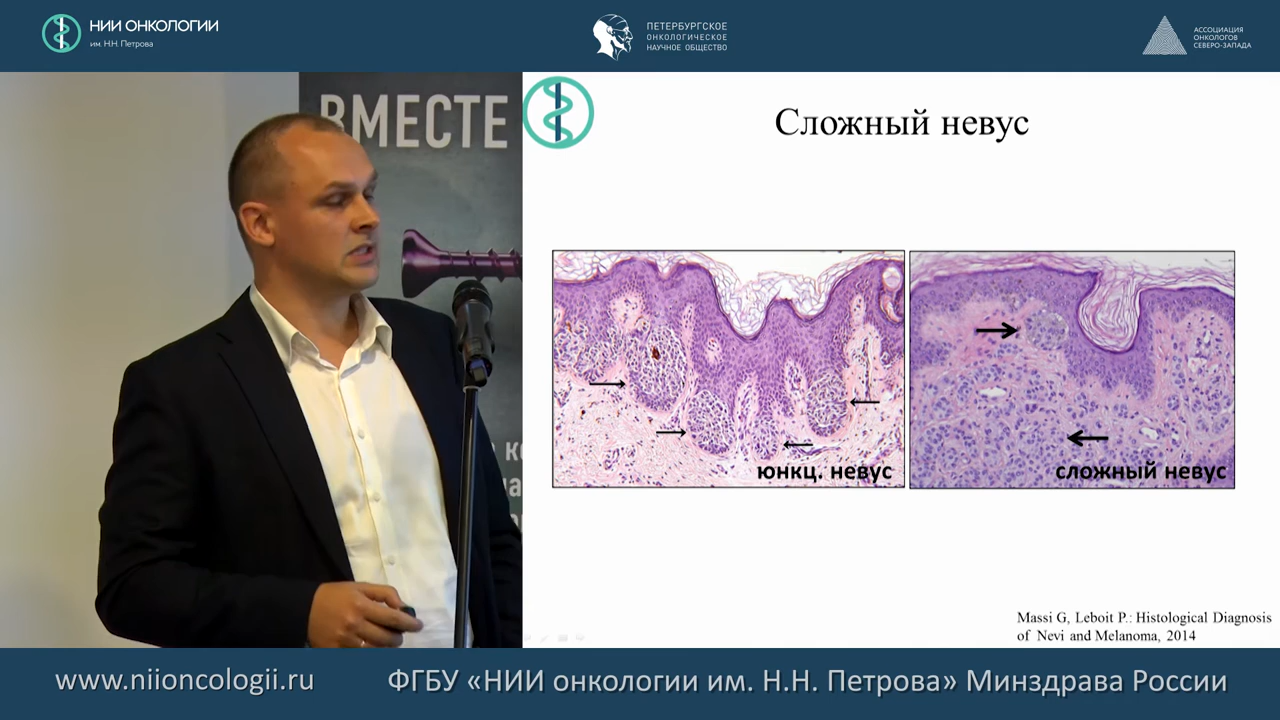 НИИ ОНКОЛОГИИ
им. Н.Н. Петрова
ПЕТЕРБУРГСКОЕ
ОНКОЛОГИЧЕСКОЕ
НАУЧНОЕ ОБЩЕСТВО
АССОЦИАЦИЯ
ОНКОЛОГОВ
СЕВЕРО-ЗАПАДА
ВМЕСТЕ
Сложный невус
юнкц. невус
сложный невус
Massi G, Leboit P.: Histological Diagnosis
of Nevi and Melanoma, 2014
www.niioncologii.ru
ФГБУ «НИИ онкологии им. Н.Н. Петрова» Минздрава России